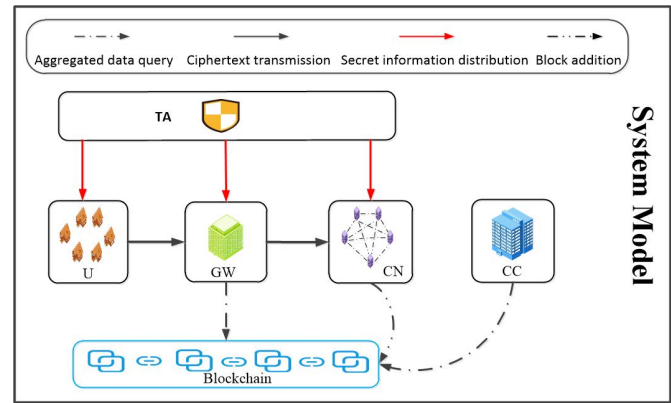 Aggregated data query Ciphertext transmission Secret information distribution Block addition
TA
System Model
U GW CN CC
Blockchain